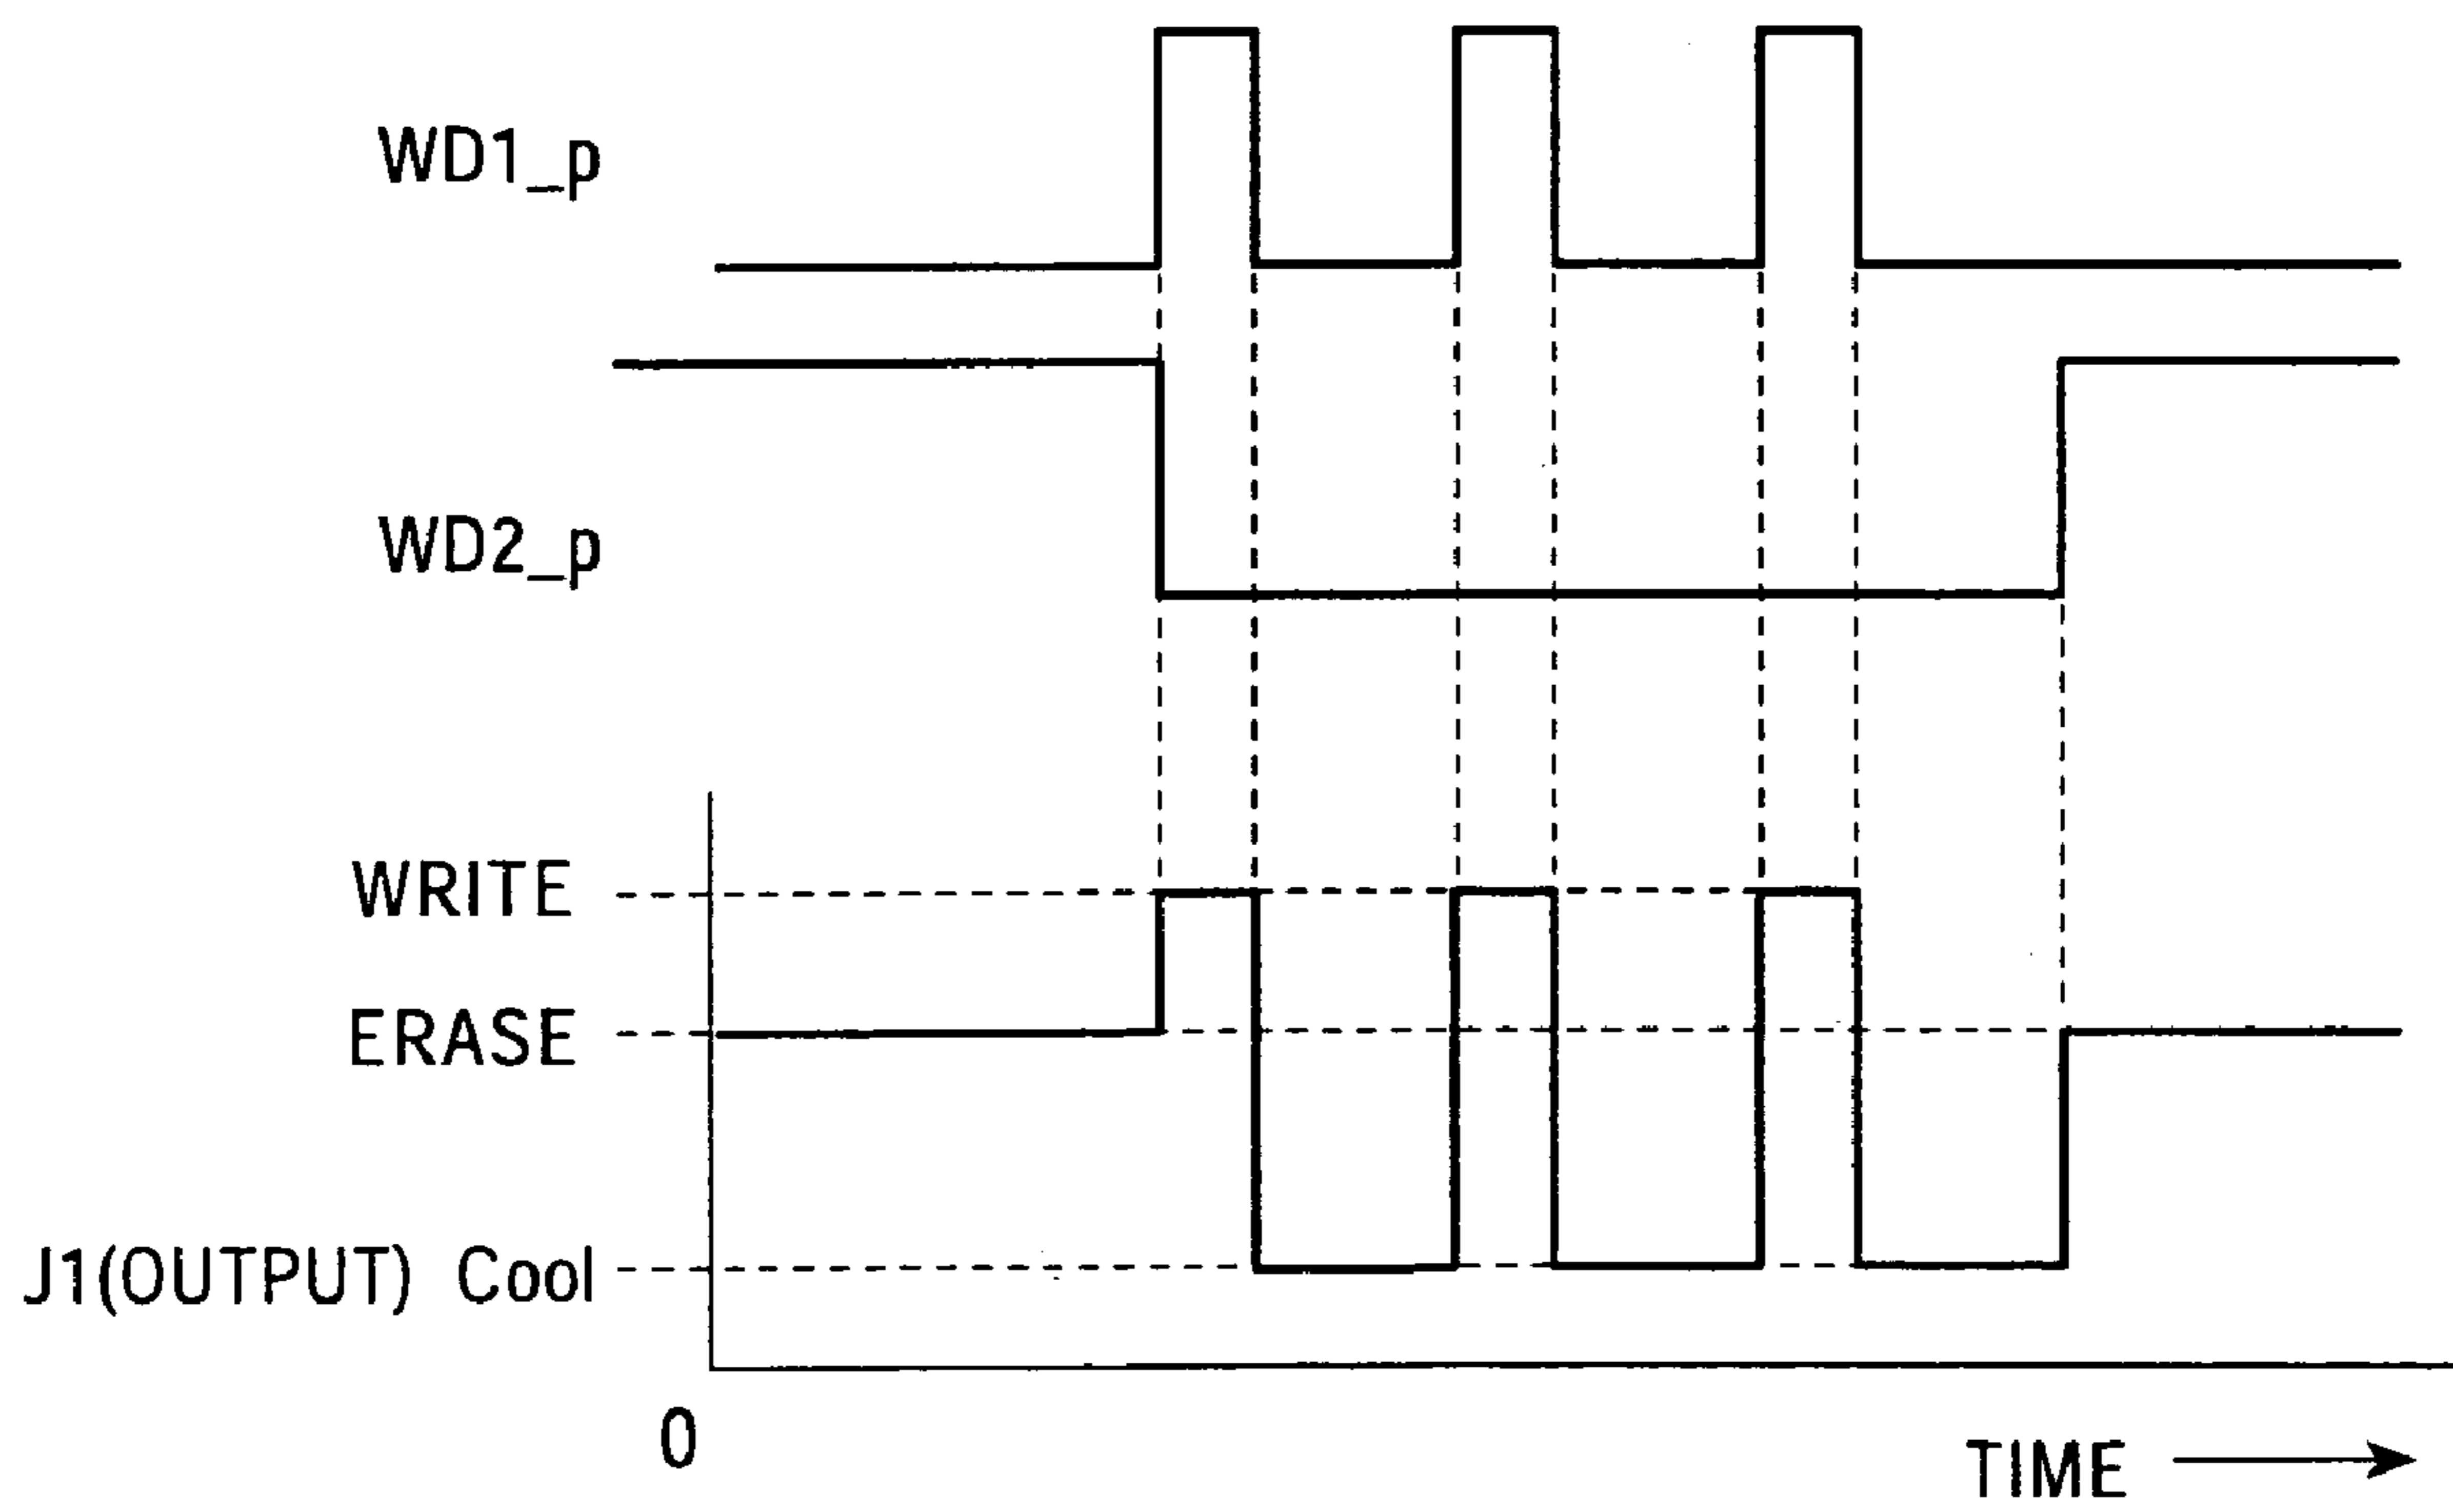 WD1_p
WD2_p
WRITE
ERASE
J1(OUTPUT) Cool
0
TIME